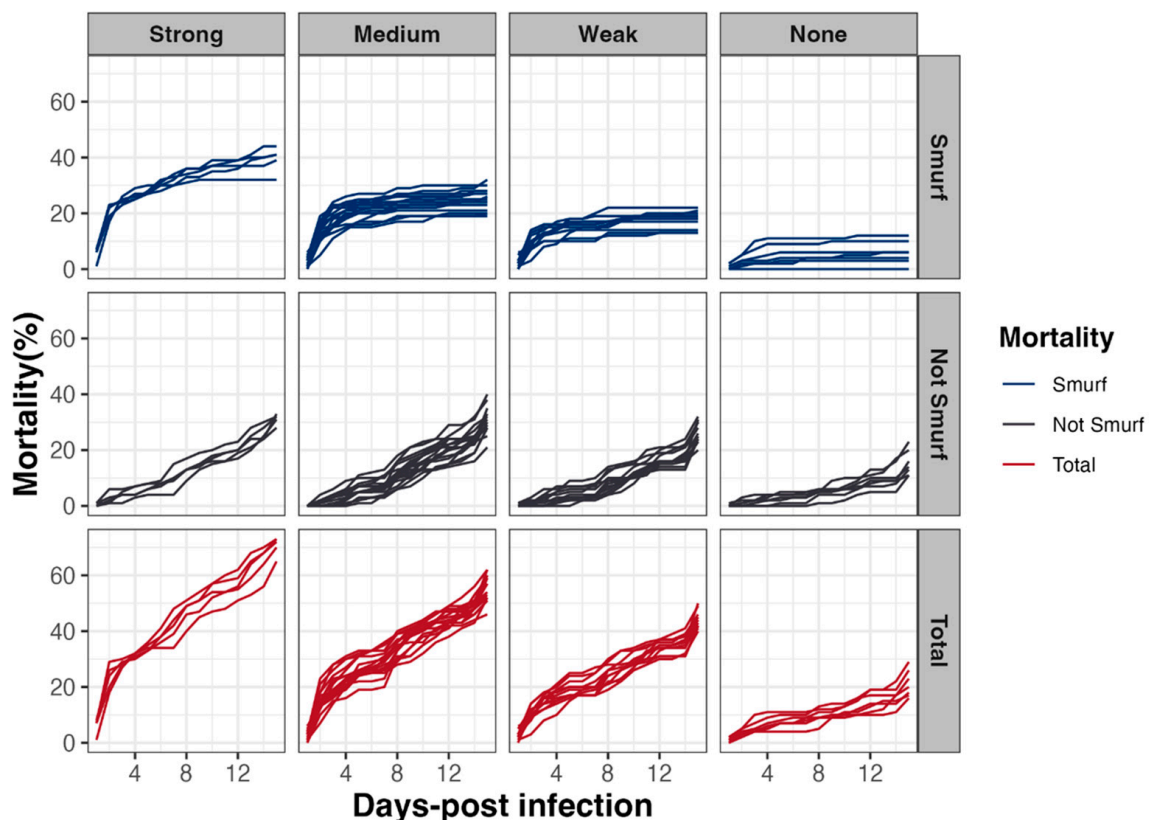 Strong Medium Weak None
60
40
20
0
Smurf
60
40
20
0
Not Smurf
60
40
20
0
Total
4 8 12 4 8 12 4 8 12 4 8 12
Mortality(%)
Days-post infection
Mortality
Smurf
Not Smurf
Total